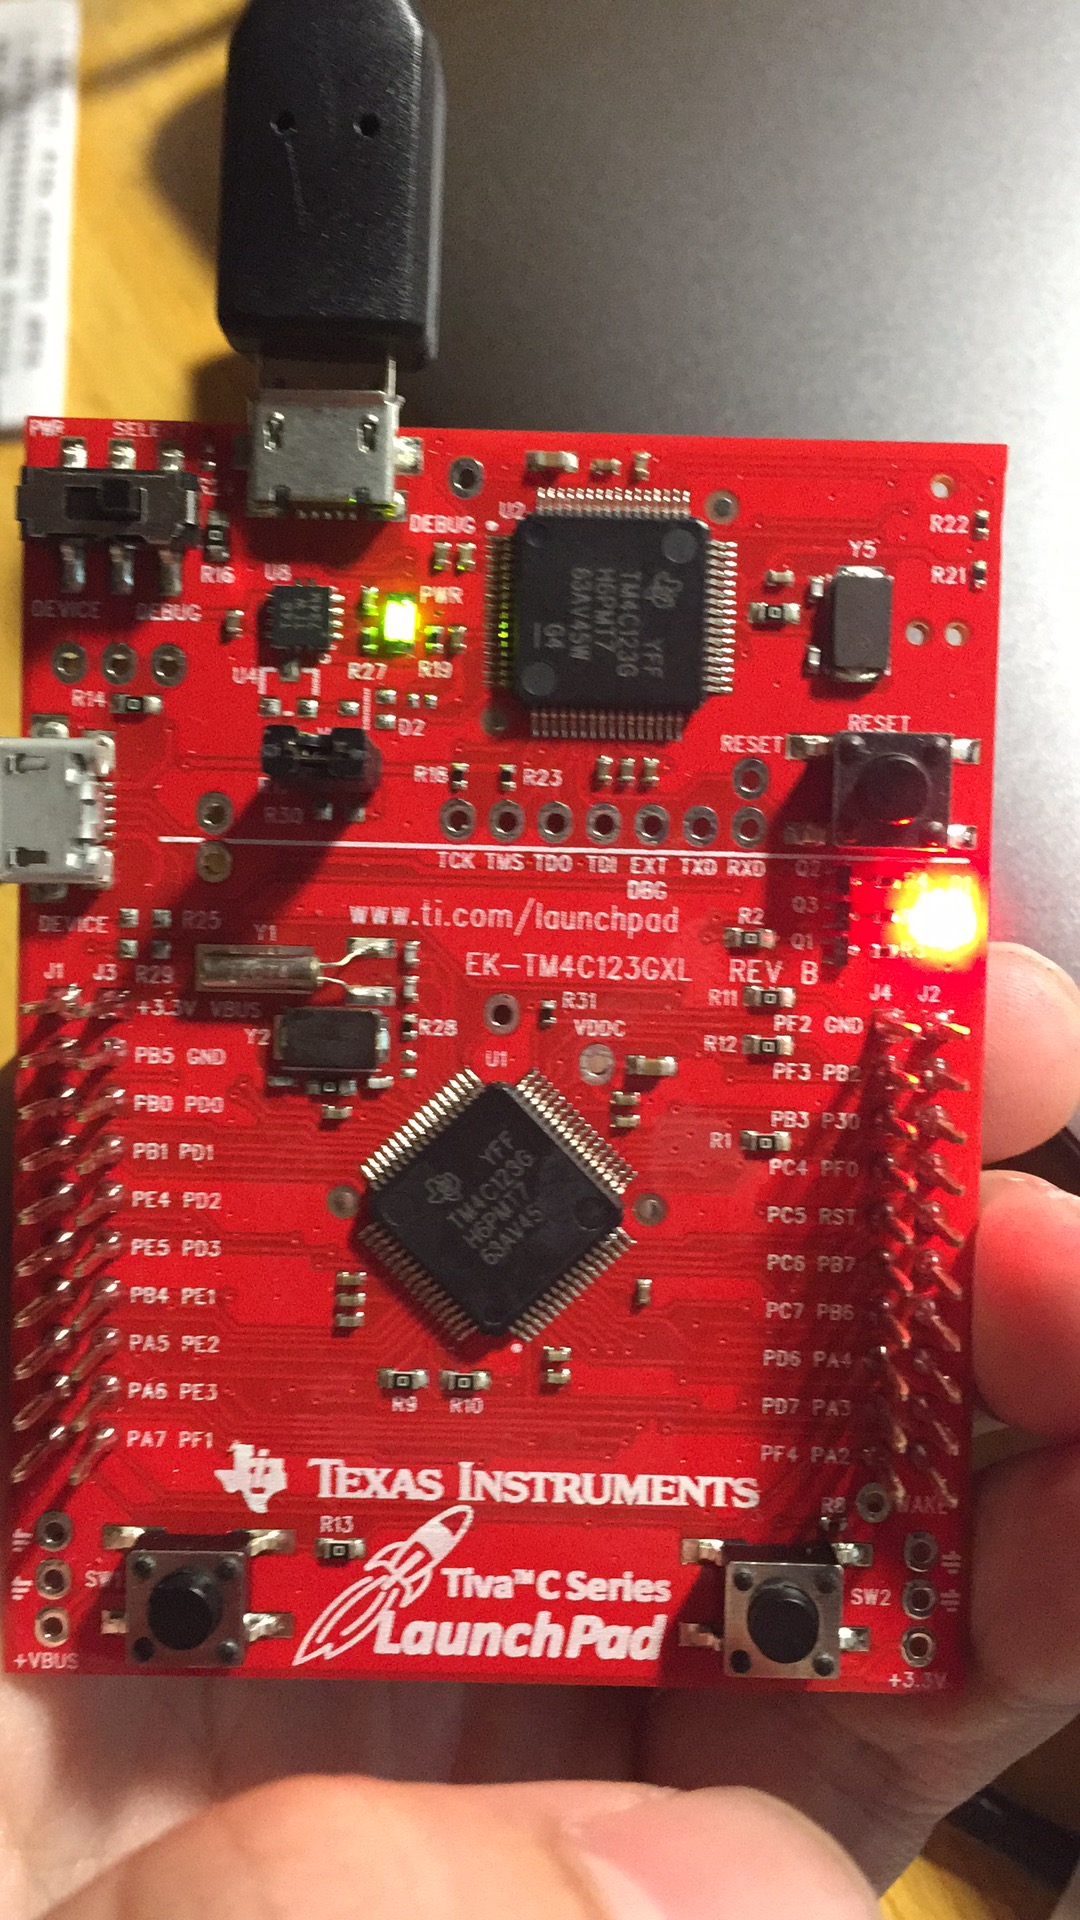 PWR SELE
DEBUG
U2
R22
Y5
R21
R16
U8
DEVICE DEBUG
PWR
TM4C123G
H6PMT7
63AV45W
G4
YFF
U4
R27 R19
R14
D2
RESET
RESET
R18
R23
R30
TCK TMS TDO TDI EXT TXD RXD
DBG
Q2
Q3
Q1
www.ti.com/launchpad
R2
DEVICE
R25
Y1
EK-TM4C123GXL REV B
R29
J1 J3
J4 J2
R11
R31
+3.3V VBUS
VDDC
PF2 GND
R28
Y2
R12
U1
PB5 GND
PF3 PB2
PB0 PD0
PB3
R1
PB1 PD1
PC4 PF0
YFF
TM4C123G
H6PMT7
63AV45
PE4 PD2
PC5 RST
PE5 PD3
PC6 PB7
PB4 PE1
PC7 PB6
PA5 PE2
PD6 PA4
PA6 PE3
R9 R10
PD7 PA3
PA7 PF1
PF4 PA2
TEXAS INSTRUMENTS
WAKE
R13
Tiva™ C Series
LaunchPad
SW2
+VBUS
+3.3V